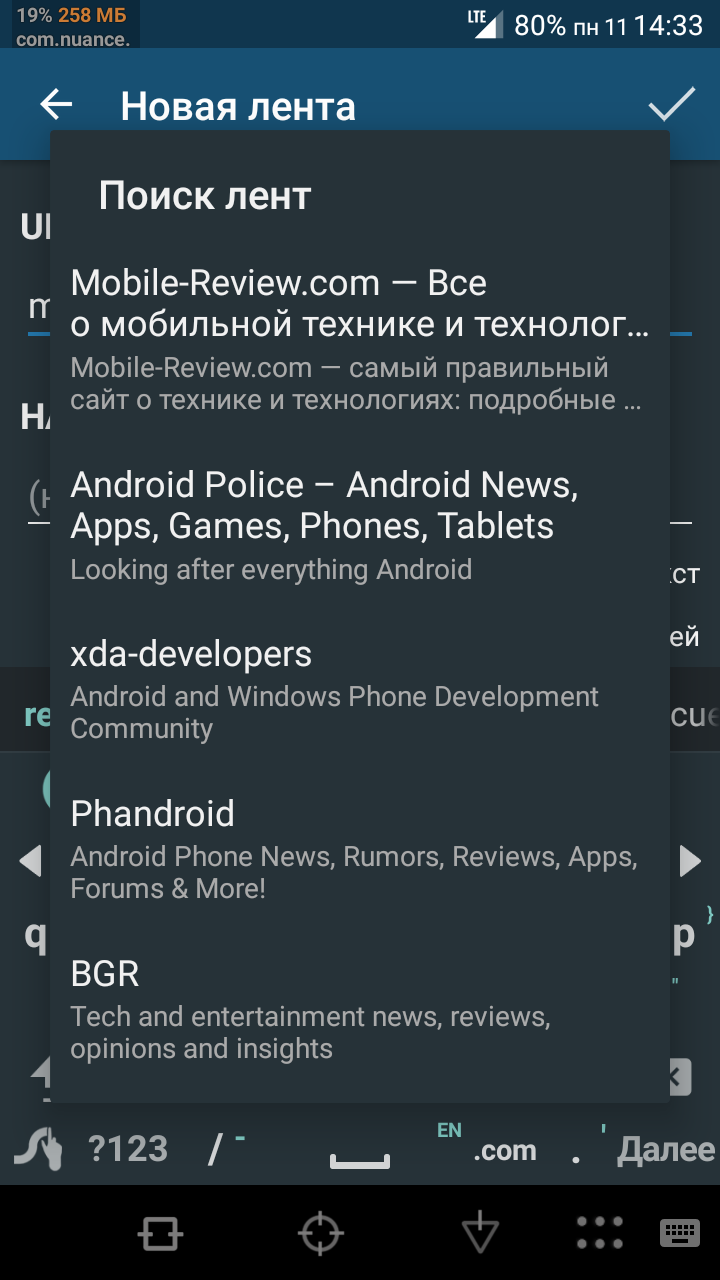 19% 258 МБ
com.nuance.
LTE 80% пн 11 14:33
Новая лента
Поиск лент
Mobile-Review.com — Все
о мобильной технике и технолог...
Mobile-Review.com — самый правильный
сайт о технике и технологиях: подробные ...
Android Police – Android News,
Apps, Games, Phones, Tablets
Looking after everything Android
xda-developers
Android and Windows Phone Development
Community
Phandroid
Android Phone News, Rumors, Reviews, Apps,
Forums & More!
BGR
Tech and entertainment news, reviews,
opinions and insights
q p }
"
?123 / - EN .com . ' Далее